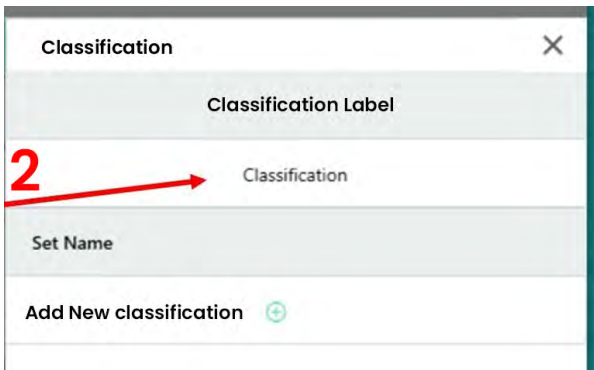 Classification
Classification Label
2
Classification
Set Name
Add New classification